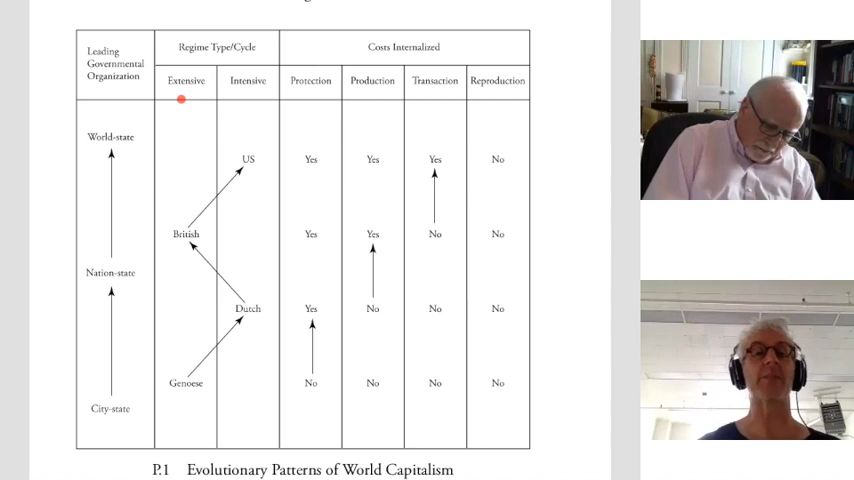 Leading
Governmental
Organization
Regime Type/Cycle
Costs Internalized
Extensive
Intensive
Protection
Production
Transaction
Reproduction
World-state
US
Yes
Yes
Yes
No
British
Yes
Yes
No
No
Nation-state
Dutch
Yes
No
No
No
Genoese
No
No
No
No
City-state
P.1 Evolutionary Patterns of World Capitalism